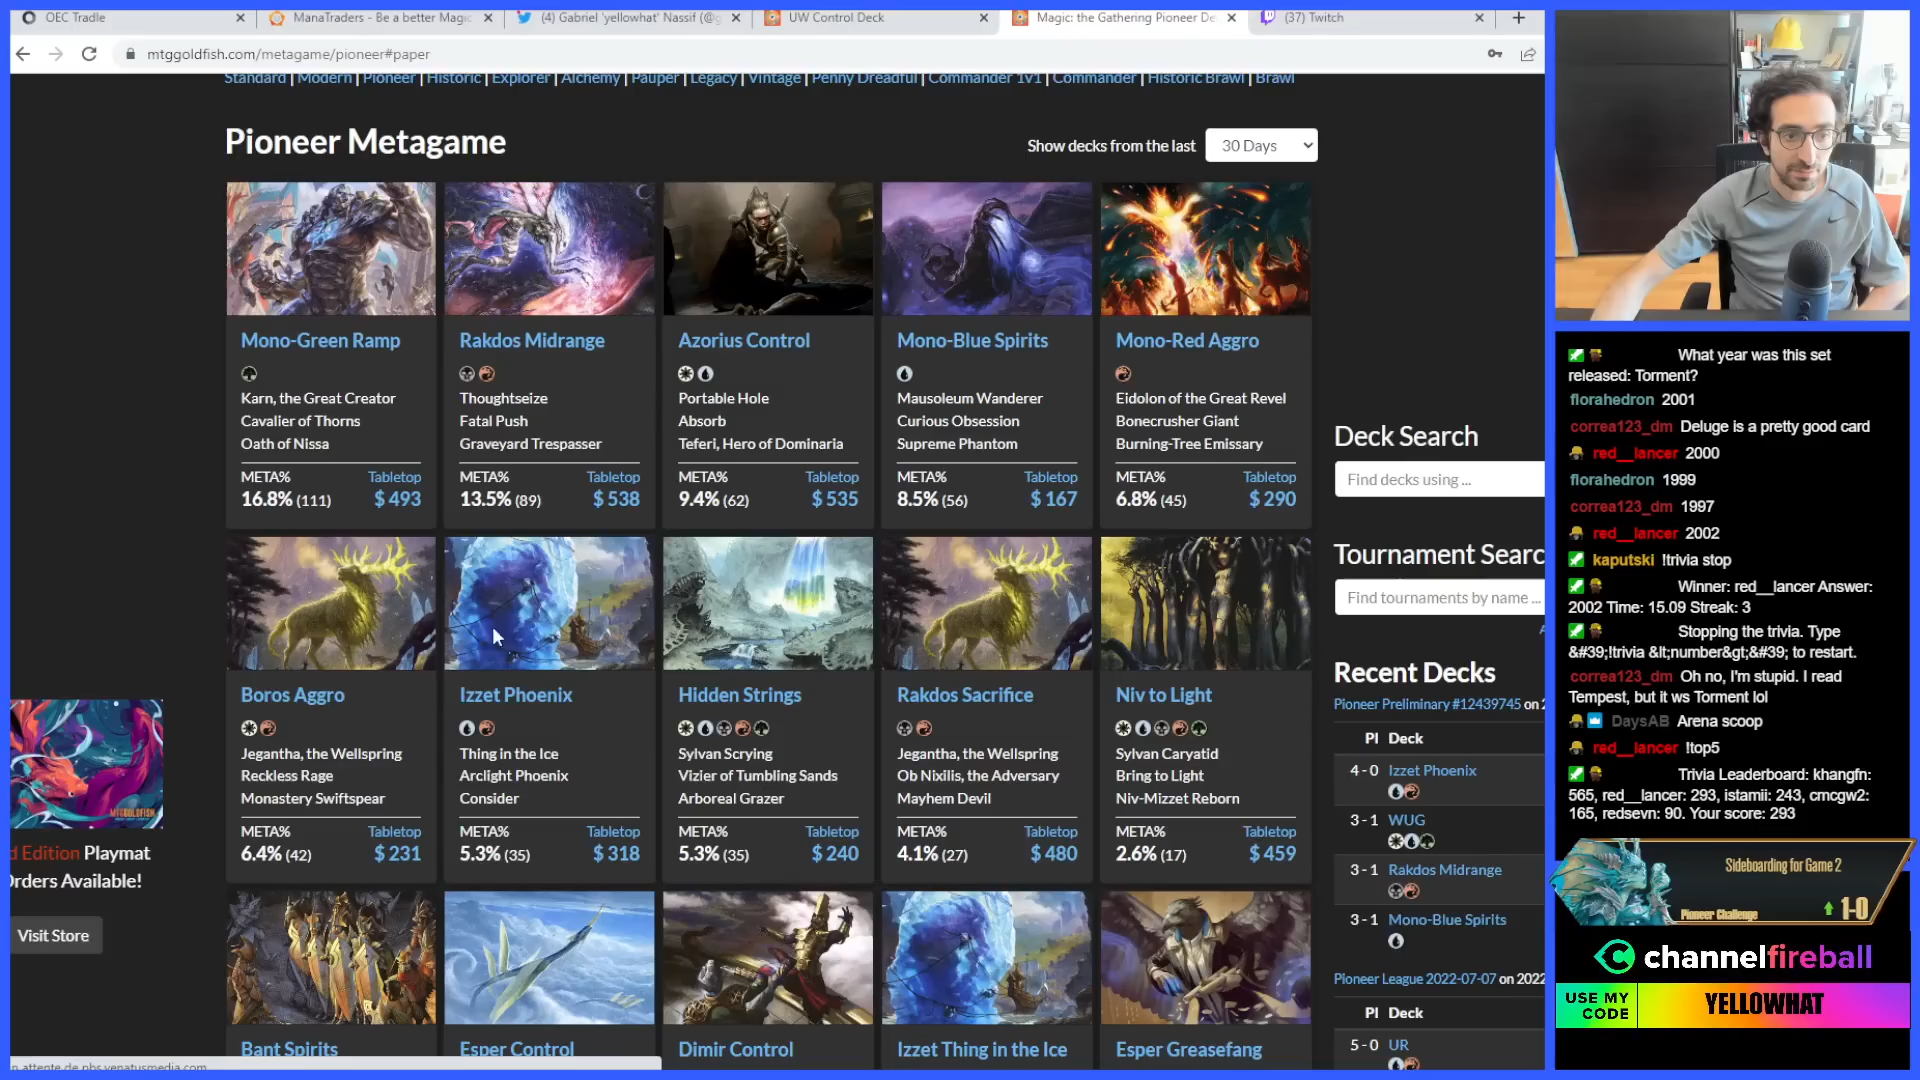 OEC Tradle
ManaTraders - Be a better Magic
(4) Gabriel 'yellowhat' Nassif (@g
UW Control Deck
Magic: the Gathering Pioneer De
(37) Twitch
mtggoldfish.com/metagame/pioneer#paper
Standard | Modern | Pioneer | Historic | Explorer | Alchemy | Pauper | Legacy | Vintage | Penny Dreadful | Commander 1v1 | Commander | Historic Brawl | Brawl
Pioneer Metagame
Show decks from the last
30 Days
Mono-Green Ramp
Karn, the Great Creator
Cavalier of Thorns
Oath of Nissa
META%
Tabletop
16.8% (111)
$ 493
Rakdos Midrange
Thoughtseize
Fatal Push
Graveyard Trespasser
META%
Tabletop
13.5% (89)
$ 538
Azorius Control
Portable Hole
Absorb
Teferi, Hero of Dominaria
META%
Tabletop
9.4% (62)
$ 535
Mono-Blue Spirits
Mausoleum Wanderer
Curious Obsession
Supreme Phantom
META%
Tabletop
8.5% (56)
$ 167
Mono-Red Aggro
Eidolon of the Great Revel
Bonecrusher Giant
Burning-Tree Emissary
META%
Tabletop
6.8% (45)
$ 290
Boros Aggro
Jegantha, the Wellspring
Reckless Rage
Monastery Swiftspear
META%
Tabletop
6.4% (42)
$ 231
Izzet Phoenix
Thing in the Ice
Arclight Phoenix
Consider
META%
Tabletop
5.3% (35)
$ 318
Hidden Strings
Sylvan Scrying
Vizier of Tumbling Sands
Arboreal Grazer
META%
Tabletop
5.3% (35)
$ 240
Rakdos Sacrifice
Jegantha, the Wellspring
Ob Nixilis, the Adversary
Mayhem Devil
META%
Tabletop
4.1% (27)
$ 480
Niv to Light
Sylvan Caryatid
Bring to Light
Niv-Mizzet Reborn
META%
Tabletop
2.6% (17)
$ 459
Bant Spirits
Esper Control
Dimir Control
Izzet Thing in the Ice
Esper Greasefang
MTGGOLDFISH
d Edition Playmat
Orders Available!
Visit Store
n attente de pbs.venatusmedia.com
Deck Search
Find decks using ...
Tournament Searc
Find tournaments by name ...
A
Recent Decks
Pioneer Preliminary #12439745 on 2
Pl Deck
4-0 Izzet Phoenix
3-1 WUG
3-1 Rakdos Midrange
3-1 Mono-Blue Spirits
Pioneer League 2022-07-07 on 2022
Pl Deck
5-0 UR
What year was this set
released: Torment?
florahedron 2001
correa123_dm Deluge is a pretty good card
red__lancer 2000
florahedron 1999
correa123_dm 1997
red__lancer 2002
kaputski !trivia stop
Winner: red__lancer Answer:
2002 Time: 15.09 Streak: 3
Stopping the trivia. Type
&#39;!trivia &lt;number&gt;&#39; to restart.
correa123_dm Oh no, I'm stupid. I read
Tempest, but it ws Torment lol
DaysAB Arena scoop
red__lancer !top5
Trivia Leaderboard: khangfn:
565, red__lancer: 293, istamii: 243, cmcgw2:
165, redsevn: 90. Your score: 293
Sideboarding for Game 2
Pioneer Challenge
1-0
channelfireball
USE MY
CODE
YELLOWHAT